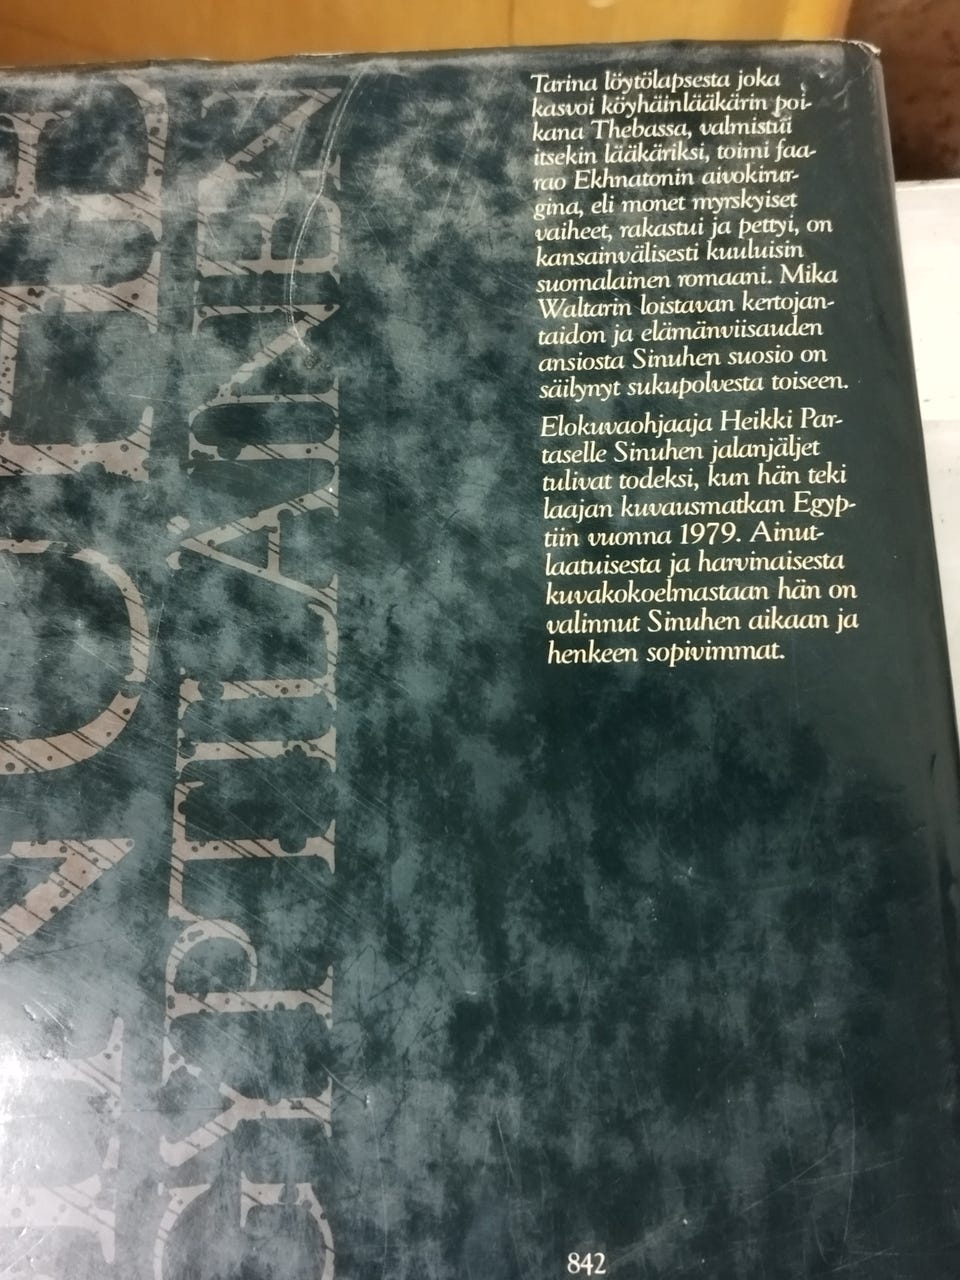 Tarina löytölapsesta joka
kasvoi köyhäinlääkärin poi-
kana Thebassa, valmistui
itsekin lääkäriksi, toimi faa-
rao Ekhnatonin aivokirur-
gina, eli monet myrskyiset
vaiheet, rakastui ja pettyi, on
kansainvälisesti kuuluisin
suomalainen romaani. Mika
Waltarin loistavan kertojan-
taidon ja elämänviisauden
ansiosta Sinuhen suosio on
säilynyt sukupolvesta toiseen.
Elokuvaohjaaja Heikki Par-
taselle Sinuhen jalanjäljet
tulivat todeksi, kun hän teki
laajan kuvausmatkan Egyp-
tiin vuonna 1979. Ainut-
laatuisesta ja harvinaisesta
kuvakokoelmastaan hän on
valinnut Sinuhen aikaan ja
henkeen sopivimmat.
INUHE
GYPTILÄINEN
842